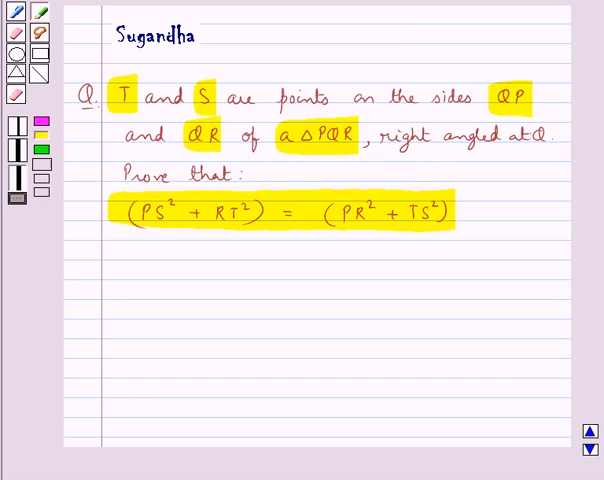 Sugandha
Q. T and S are points on the sides QP
and QR of a △PQR, right angled at Q.
Prove that:
(PS² + RT²) = (PR² + TS²)